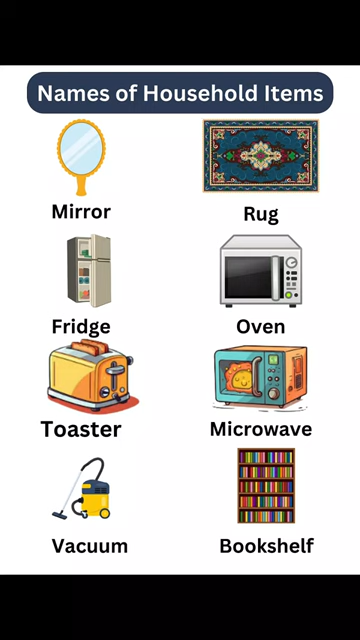 Names of Household Items
Mirror
Rug
Fridge
Oven
Toaster
Microwave
Vacuum
Bookshelf